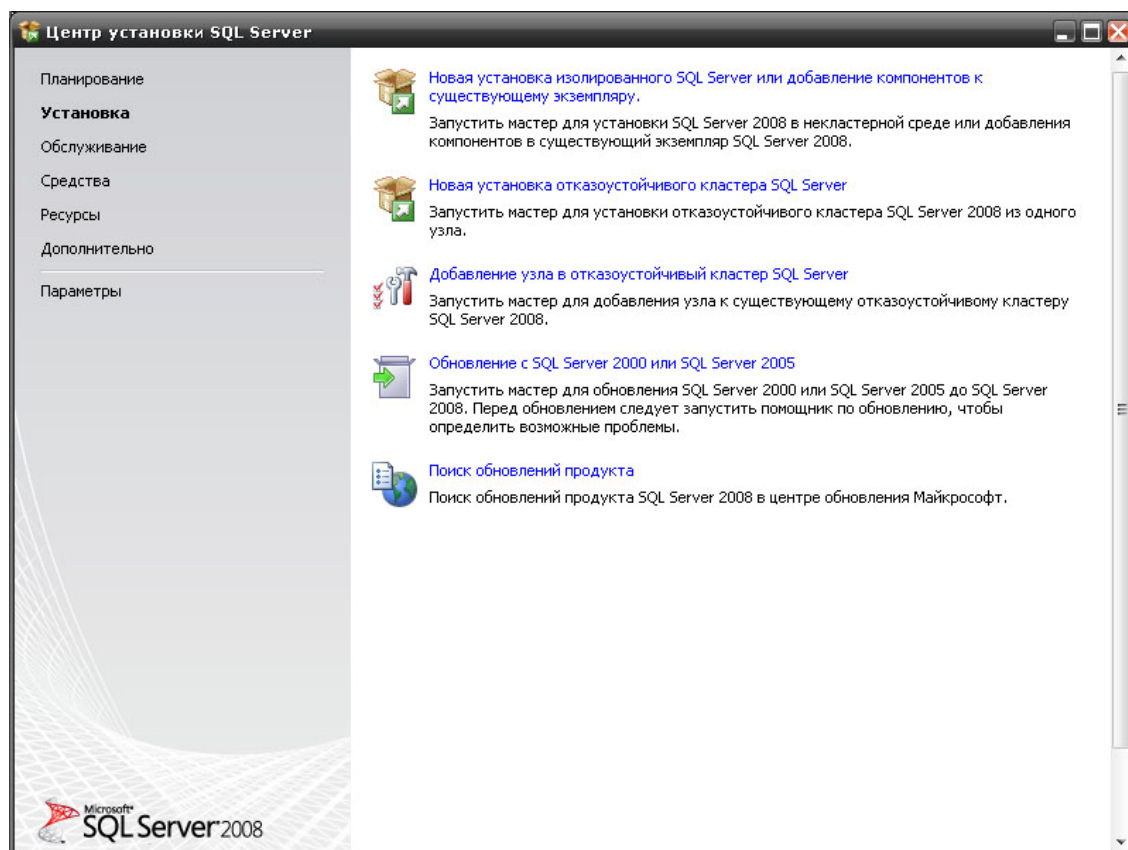 Центр установки SQL Server
Планирование
Установка
Обслуживание
Средства
Ресурсы
Дополнительно
Параметры
Новая установка изолированного SQL Server или добавление компонентов к
существующему экземпляру.
Запустить мастер для установки SQL Server 2008 в некластерной среде или добавления
компонентов в существующий экземпляр SQL Server 2008.
Новая установка отказоустойчивого кластера SQL Server
Запустить мастер для установки отказоустойчивого кластера SQL Server 2008 из одного
узла.
Добавление узла в отказоустойчивый кластер SQL Server
Запустить мастер для добавления узла к существующему отказоустойчивому кластеру
SQL Server 2008.
Обновление с SQL Server 2000 или SQL Server 2005
Запустить мастер для обновления SQL Server 2000 или SQL Server 2005 до SQL Server
2008. Перед обновлением следует запустить помощник по обновлению, чтобы
определить возможные проблемы.
Поиск обновлений продукта
Поиск обновлений продукта SQL Server 2008 в центре обновления Майкрософт.
Microsoft
SQL Server 2008